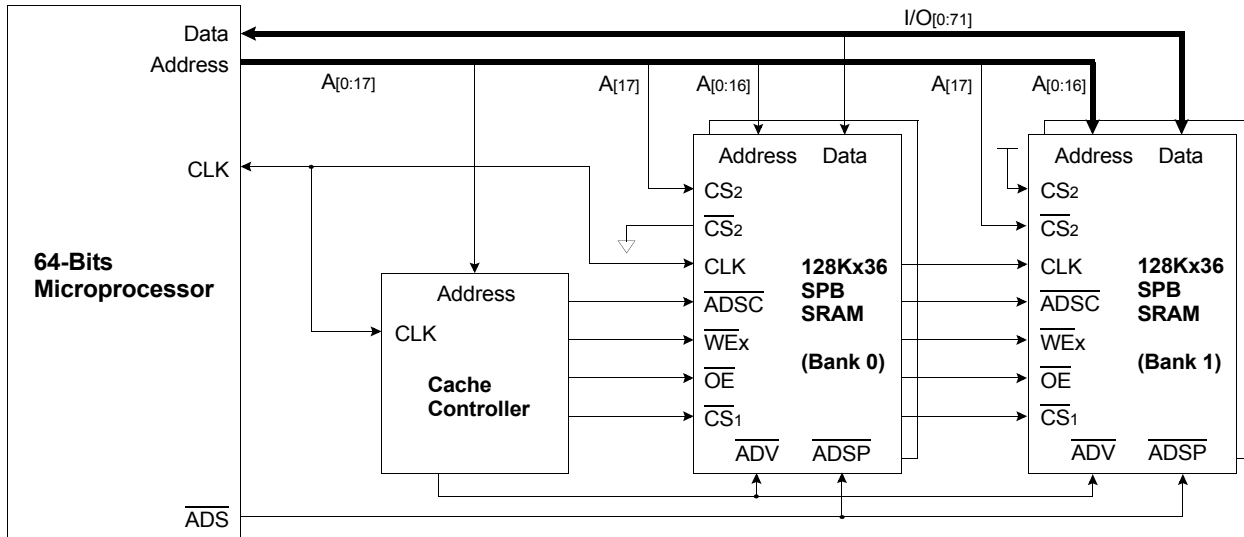 I/O[0:71]
Data
Address
A[0:17]
A[17]
A[0:16]
A[17]
A[0:16]
CLK
64-Bits
Microprocessor
ADS
Address
CLK
Cache
Controller
Address
Data
CS2
CS2
CLK
ADSC
WEx
OE
CS1
ADV
ADSP
128Kx36
SPB
SRAM
(Bank 0)
Address
Data
CS2
CS2
CLK
ADSC
WEx
OE
CS1
ADV
ADSP
128Kx36
SPB
SRAM
(Bank 1)